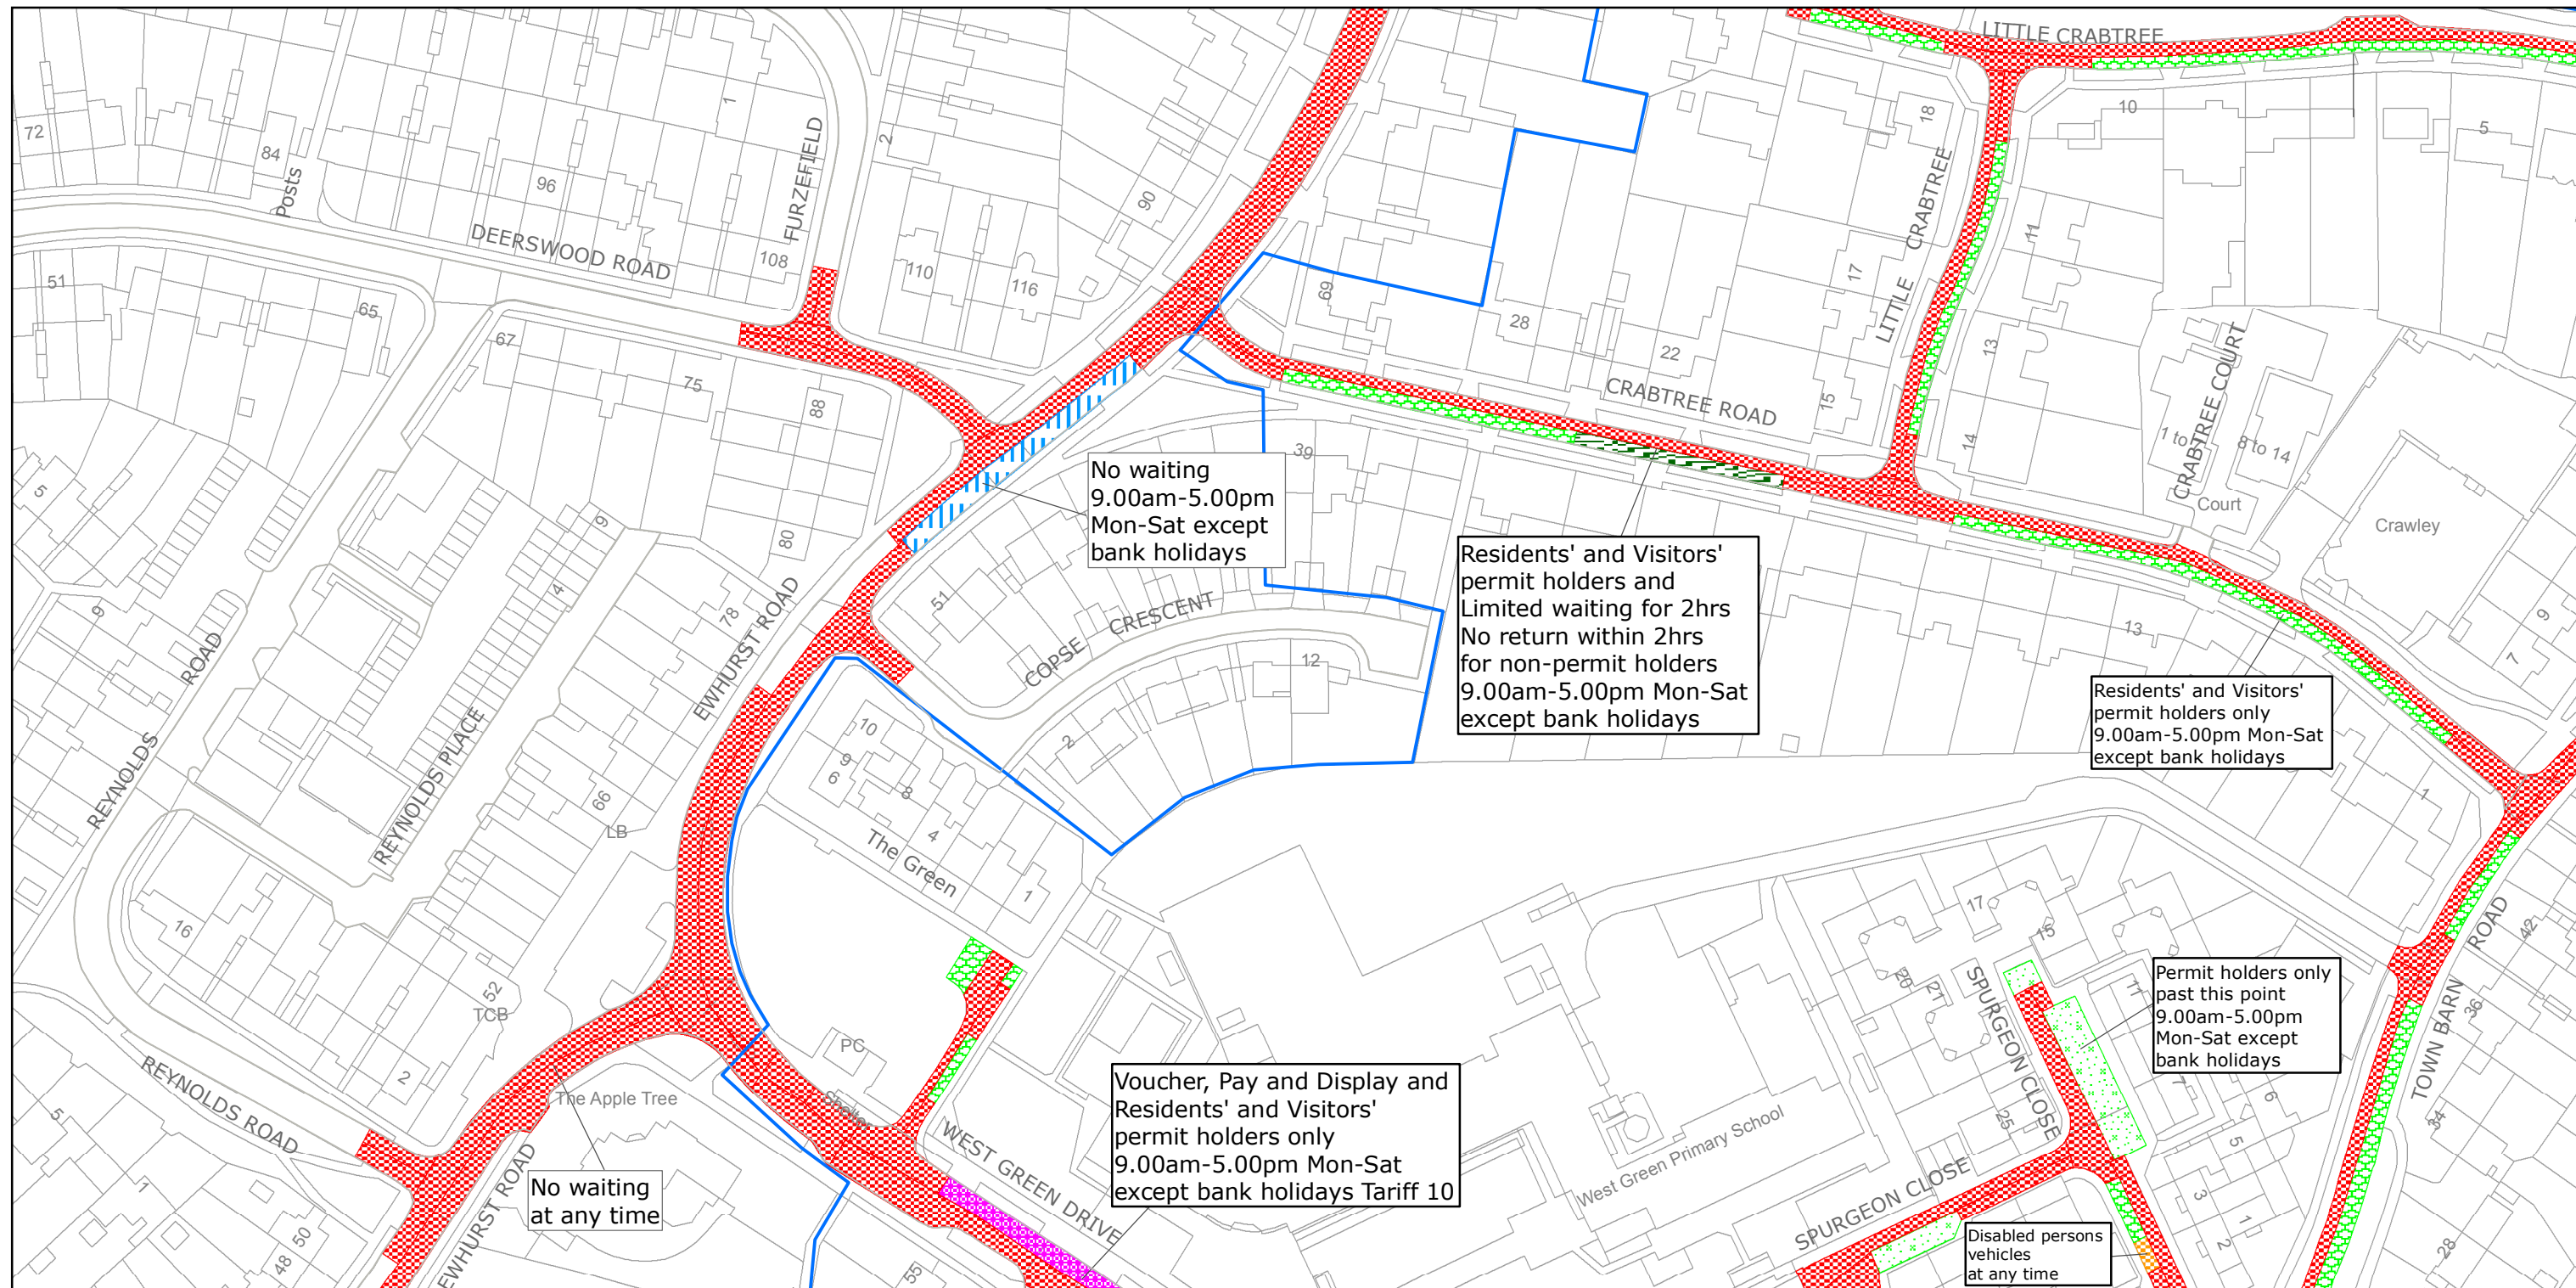 LITTLE CRABTREE
72
84
Posts
96
1
FURZEFIELD
2
90
18
10
5
DEERSWOOD ROAD
108
110
116
69
28
22
17
LITTLE CRABTREE
11
13
15
14
51
65
67
75
88
80
CRABTREE ROAD
39
CRABTREE COURT
1 to
8 to 14
Court
Crawley
5
9
4
9
78
EWHURST ROAD
51
COPSE CRESCENT
12
2
No waiting
9.00am-5.00pm
Mon-Sat except
bank holidays
Residents' and Visitors'
permit holders and
Limited waiting for 2hrs
No return within 2hrs
for non-permit holders
9.00am-5.00pm Mon-Sat
except bank holidays
13
9
7
1
Residents' and Visitors'
permit holders only
9.00am-5.00pm Mon-Sat
except bank holidays
REYNOLDS ROAD
REYNOLDS PLACE
66
LB
10
9
6
8
4
1
The Green
16
52
TCB
2
PC
Shelter
17
15
20
21
11
SPURGEON CLOSE
25
7
6
5
3
1
2
Permit holders only
past this point
9.00am-5.00pm
Mon-Sat except
bank holidays
TOWN BARN ROAD
42
36
34
28
REYNOLDS ROAD
The Apple Tree
5
1
50
48
EWHURST ROAD
No waiting
at any time
WEST GREEN DRIVE
55
Voucher, Pay and Display and
Residents' and Visitors'
permit holders only
9.00am-5.00pm Mon-Sat
except bank holidays Tariff 10
West Green Primary School
SPURGEON CLOSE
Disabled persons
vehicles
at any time